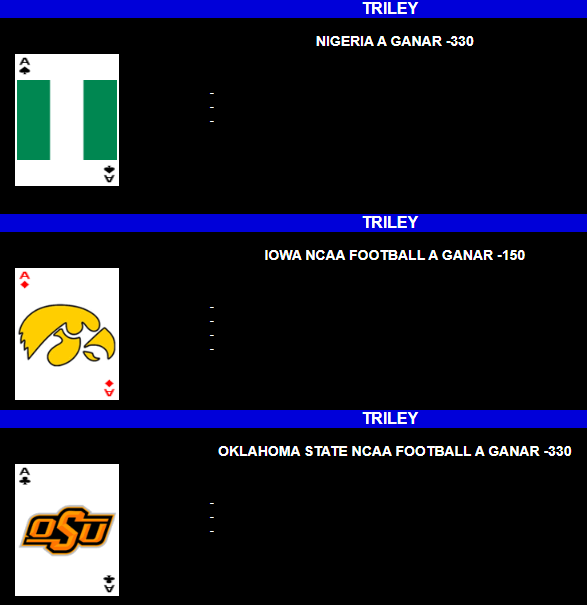 TRILEY
NIGERIA A GANAR -330
A
-
-
-
A
TRILEY
IOWA NCAA FOOTBALL A GANAR -150
A
-
-
-
-
A
TRILEY
OKLAHOMA STATE NCAA FOOTBALL A GANAR -330
A
-
OSU
-
-
A